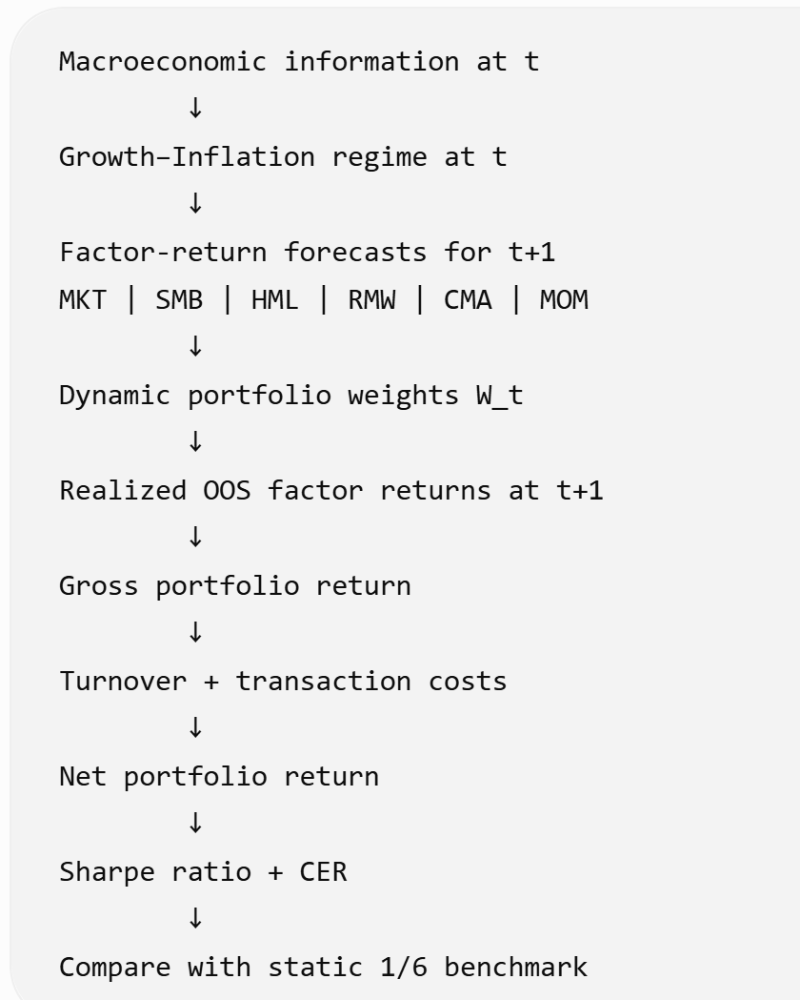 Macroeconomic information at t
↓
Growth–Inflation regime at t
↓
Factor-return forecasts for t+1
MKT | SMB | HML | RMW | CMA | MOM
↓
Dynamic portfolio weights W_t
↓
Realized OOS factor returns at t+1
↓
Gross portfolio return
↓
Turnover + transaction costs
↓
Net portfolio return
↓
Sharpe ratio + CER
↓
Compare with static 1/6 benchmark